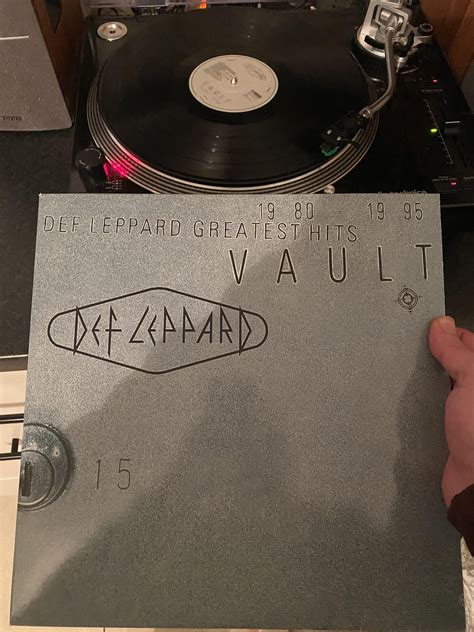 19 80 19 95
DEF LEPPARD GREATEST HITS
VAULT
DEF LEPPARD
15